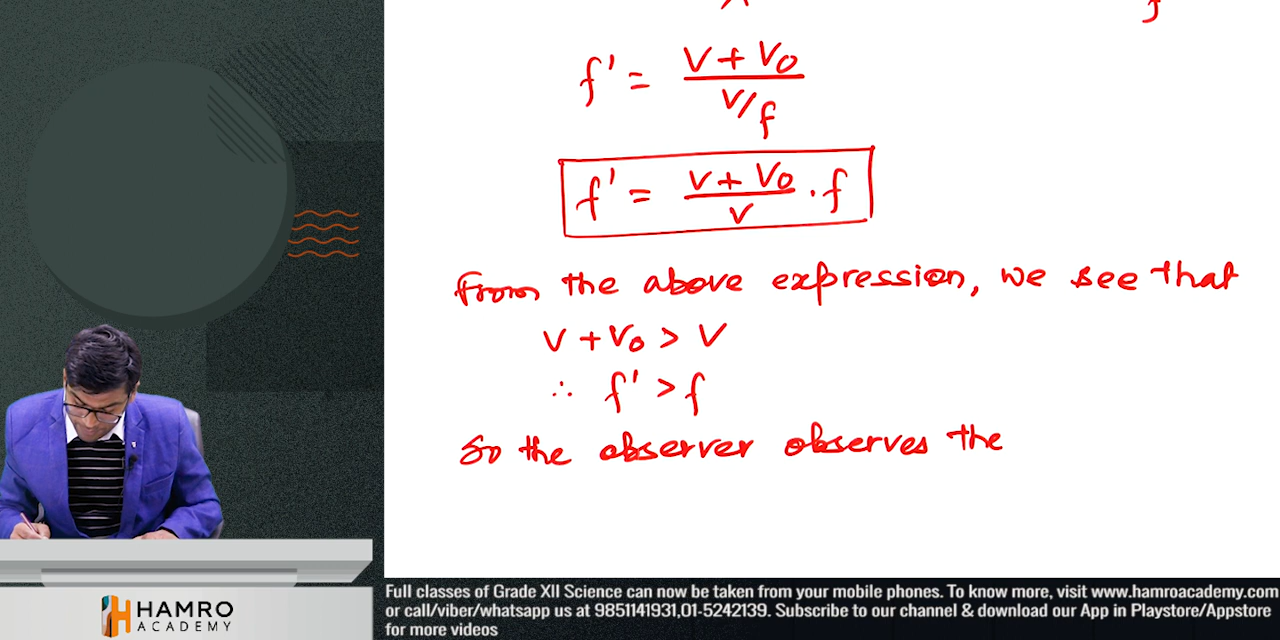 f' = v + v₀ / v/f
f' = v + v₀ / v . f
From the above expression, we see that
v + v₀ > v
∴ f' > f
So the observer observes the
HAMRO
ACADEMY
Full classes of Grade XII Science can now be taken from your mobile phones. To know more, visit www.hamroacademy.com
or call/viber/whatsapp us at 9851141931,01-5242139. Subscribe to our channel & download our App in Playstore/Appstore
for more videos